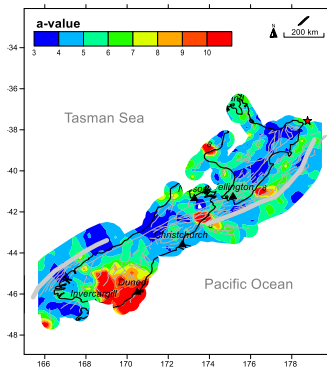 a-value
3 4 5 6 7 8 9 10
N
200 km
Tasman Sea
Christchurch
Dunedin
Invercargill
Pacific Ocean
-34
-36
-38
-40
-42
-44
-46
-48
166 168 170 172 174 176 178